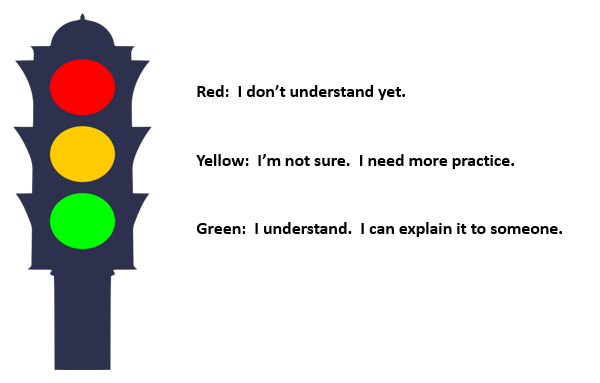 Red:  I don’t understand yet.
Yellow:  I’m not sure.  I need more practice.
Green:  I understand.  I can explain it to someone.